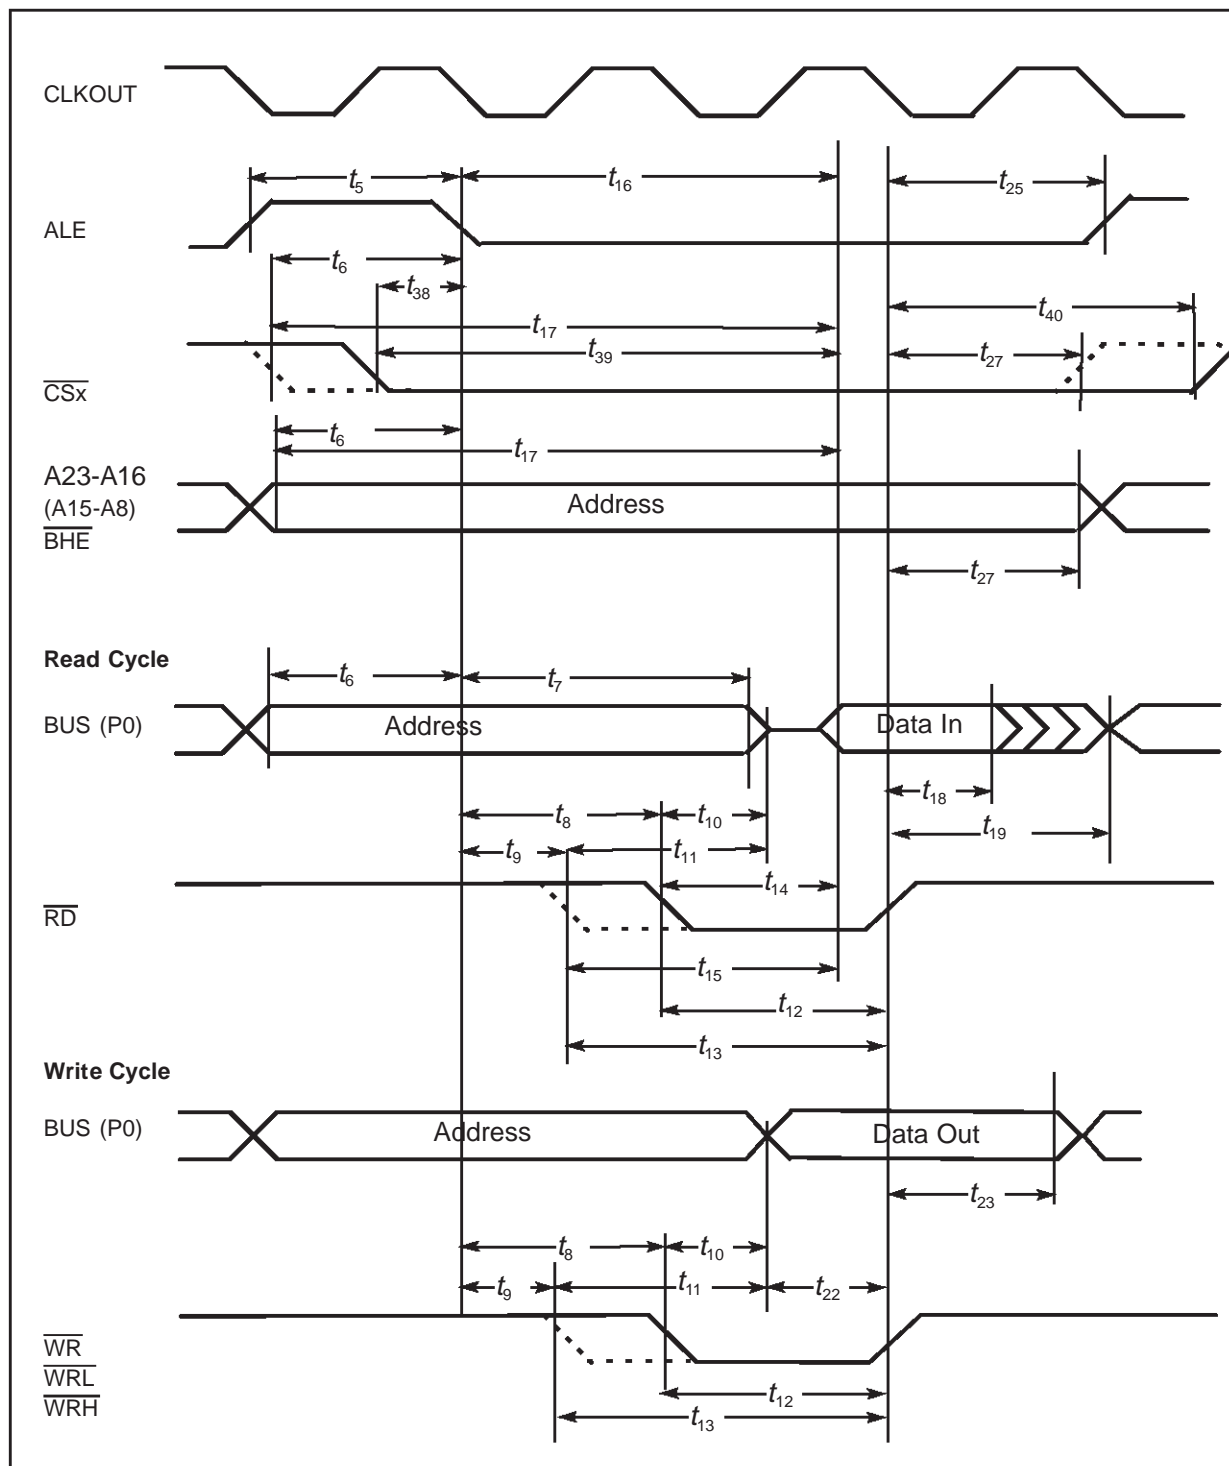 CLKOUT
t5 t16 t25
ALE
t6
t38
t40
t17
t39
t27
CSx
t6
t17
A23-A16
(A15-A8)
Address
BHE
t27
Read Cycle
t6 t7
BUS (P0) Address Data In
t18
t8 t10
t19
t9 t11
t14
RD
t15
t12
t13
Write Cycle
BUS (P0) Address Data Out
t23
t8 t10
t9 t11 t22
WR
WRL
t12
WRH
t13